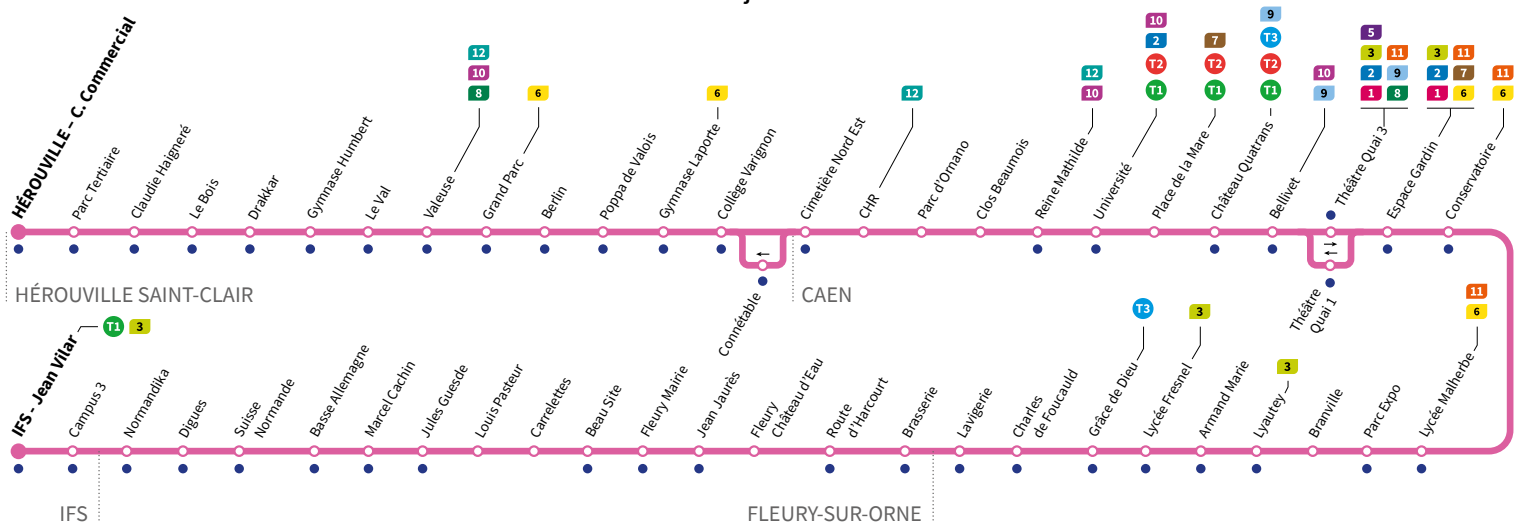 HÉROUVILLE – C. Commercial
Parc Tertiaire
Claudie Haigneré
Le Bois
Drakkar
Gymnase Humbert
Le Val
12
10
8
Valeuse
6
Grand Parc
Berlin
Poppa de Valois
6
Gymnase Laporte
Collège Varignon
Connétable
Cimetière Nord Est
12
CHR
Parc d'Ornano
Clos Beaumois
12
10
Reine Mathilde
10
2
T2
T1
Université
7
T2
T1
Place de la Mare
9
T3
T2
T1
Château Quatrans
10
9
Bellivet
5
3 11
2 9
1 8
Théâtre Quai 3
Théâtre
Quai 1
3 11
2 7
1 6
Espace Gardin
11
6
Conservatoire
HÉROUVILLE SAINT-CLAIR
CAEN
T1 3
IFS - Jean Vilar
Campus 3
Normandika
Digues
Suisse
Normande
Basse Allemagne
Marcel Cachin
Jules Guesde
Louis Pasteur
Carrelettes
Beau Site
Fleury Mairie
Jean Jaurès
Fleury
Château d'Eau
Route
d'Harcourt
Brasserie
Lavigerie
Charles
de Foucauld
T3
Grâce de Dieu
3
Lycée Fresnel
Armand Marie
3
Lyautey
Branville
Parc Expo
11
6
Lycée Malherbe
IFS
FLEURY-SUR-ORNE